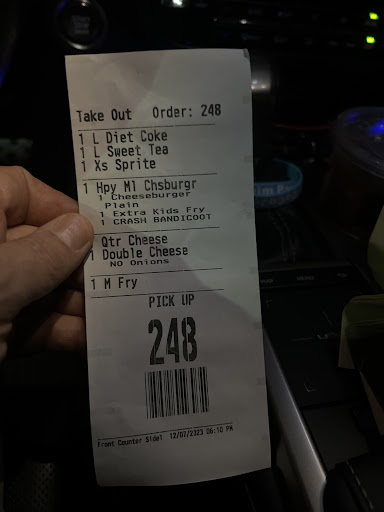 Take Out Order: 248
1 L Diet Coke
1 L Sweet Tea
1 Xs Sprite
1 Hpy Ml Chsburgr
1 Cheeseburger
Plain
1 Extra Kids Fry
1 CRASH BANDICOOT
Qtr Cheese
1 Double Cheese
NO Onions
1 M Fry
PICK UP
248
Front Counter Side1 12/07/2023 06:10 PM